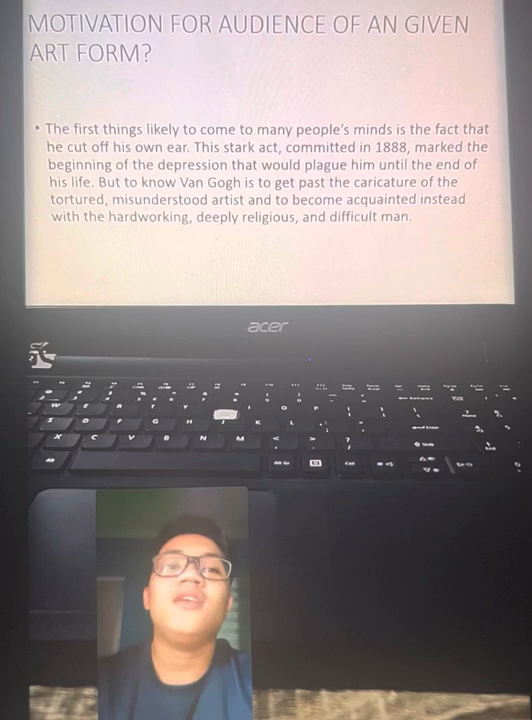 MOTIVATION FOR AUDIENCE OF AN GIVEN
ART FORM?
• The first things likely to come to many people's minds is the fact that
he cut off his own ear. This stark act, committed in 1888, marked the
beginning of the depression that would plague him until the end of
his life. But to know Van Gogh is to get past the caricature of the
tortured, misunderstood artist and to become acquainted instead
with the hardworking, deeply religious, and difficult man.
acer
W E R T Y I O P
S D F G H J K L
X C V B N M
Alt Alt Gr Ctrl